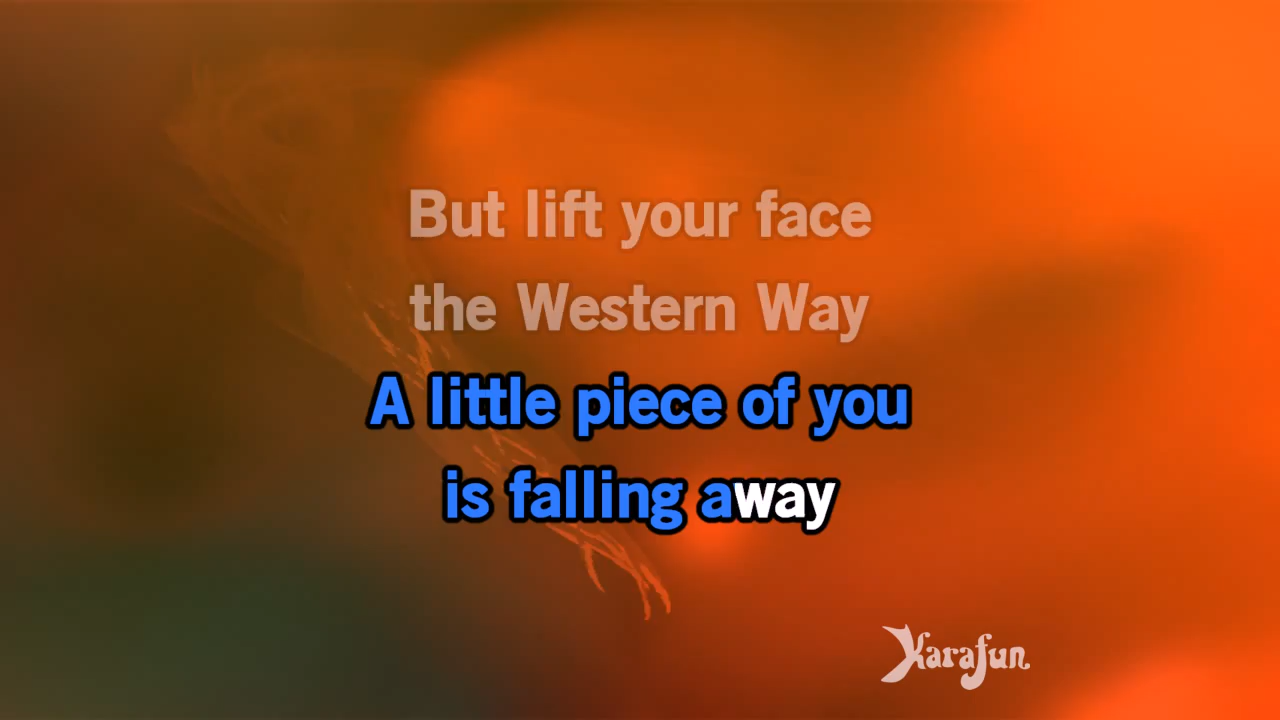 But lift your face
the Western Way
A little piece of you
is falling away
Karafun